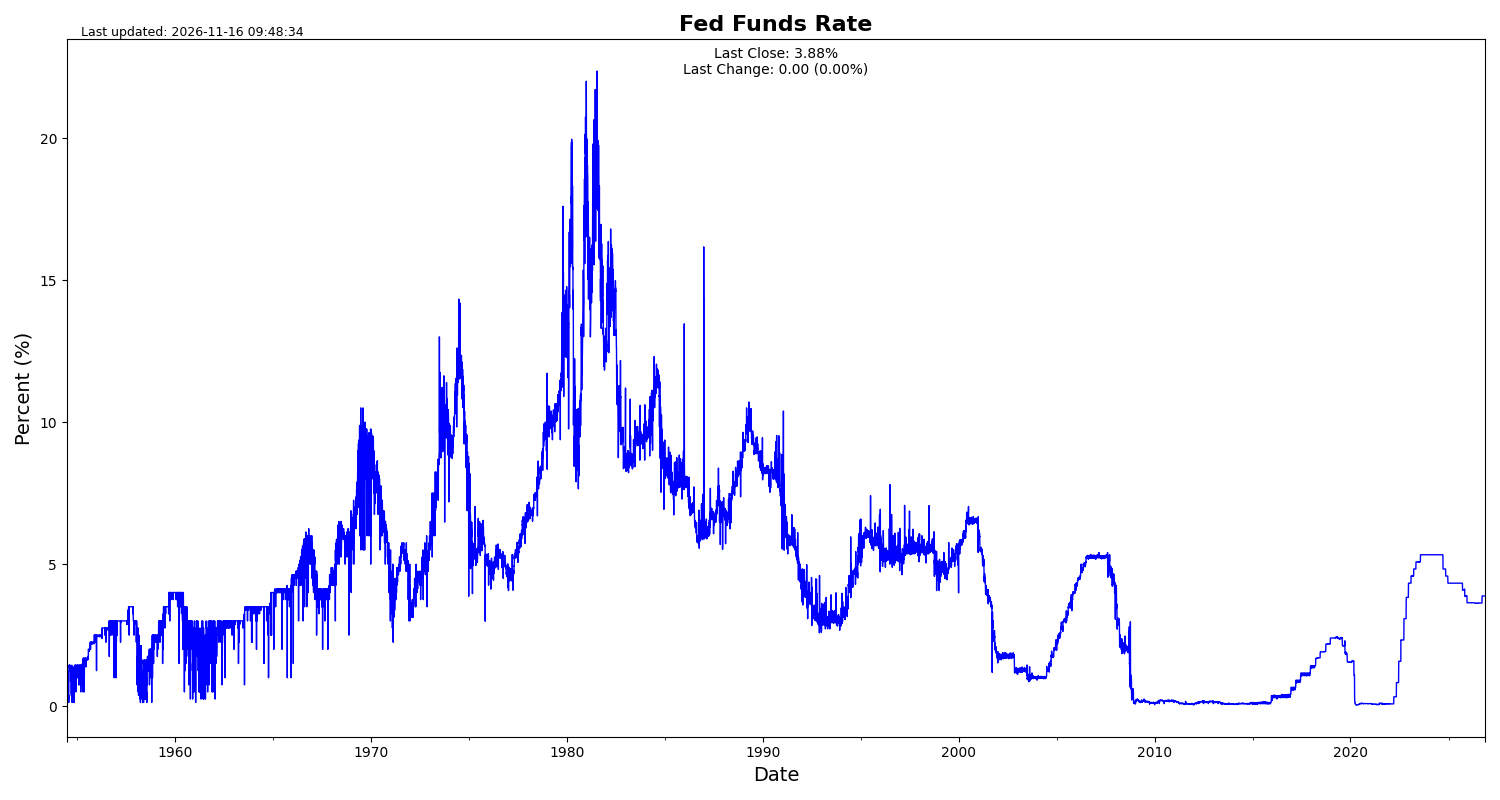 Fed Funds Rate
Last updated: 2026-11-16 09:48:34
Last Close: 3.88%
Last Change: 0.00 (0.00%)
Percent (%)
20
15
10
5
0
1960 1970 1980 1990 2000 2010 2020
Date